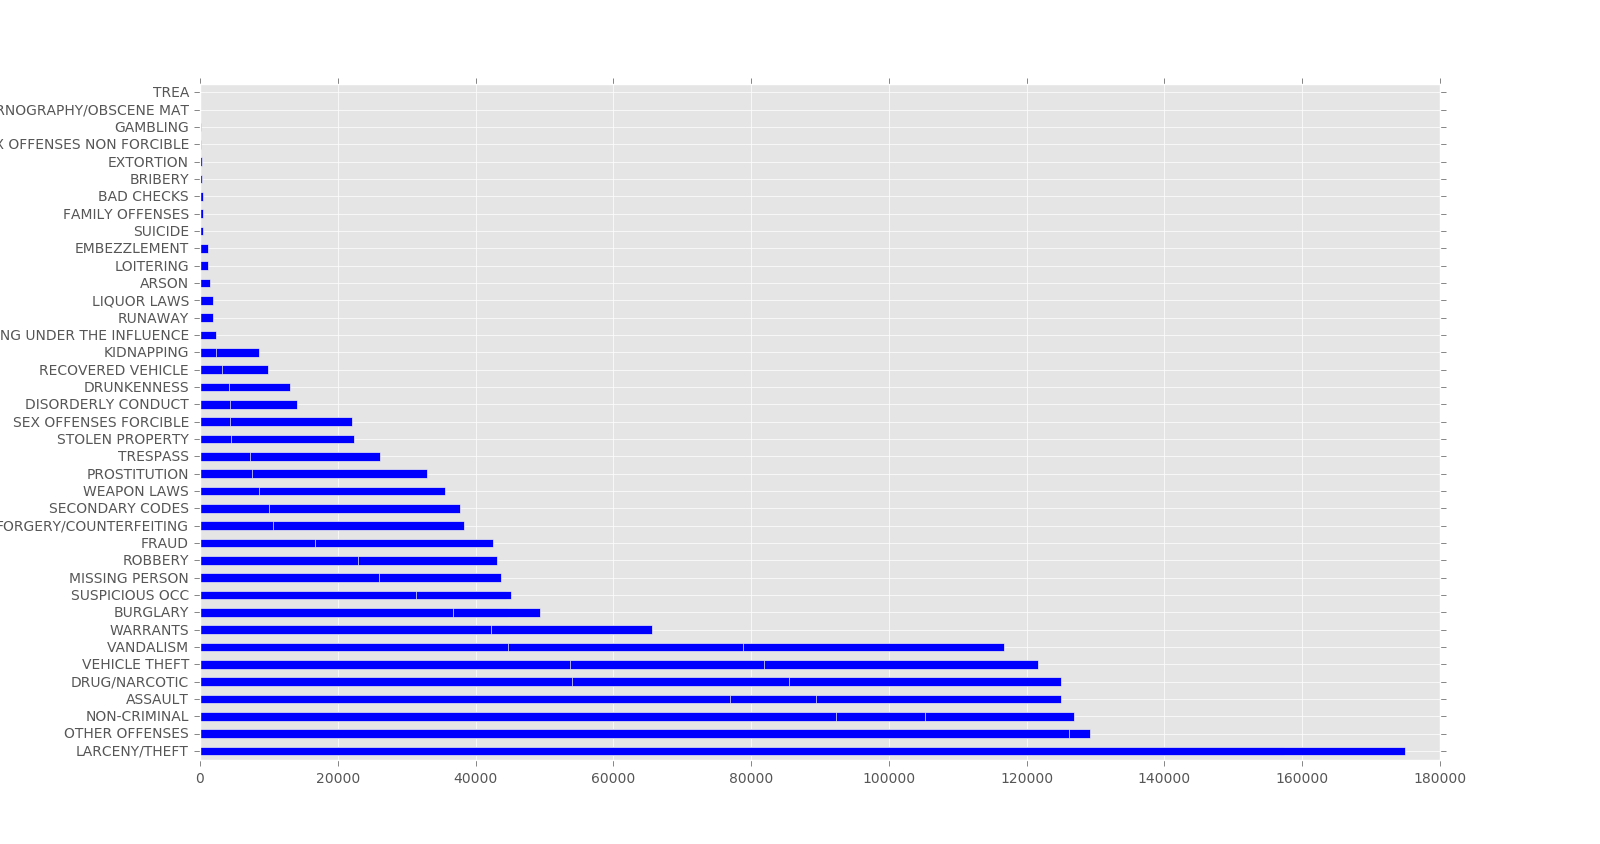 TREA
RNOGRAPHY/OBSCENE MAT
GAMBLING
X OFFENSES NON FORCIBLE
EXTORTION
BRIBERY
BAD CHECKS
FAMILY OFFENSES
SUICIDE
EMBEZZLEMENT
LOITERING
ARSON
LIQUOR LAWS
RUNAWAY
NG UNDER THE INFLUENCE
KIDNAPPING
RECOVERED VEHICLE
DRUNKENNESS
DISORDERLY CONDUCT
SEX OFFENSES FORCIBLE
STOLEN PROPERTY
TRESPASS
PROSTITUTION
WEAPON LAWS
SECONDARY CODES
FORGERY/COUNTERFEITING
FRAUD
ROBBERY
MISSING PERSON
SUSPICIOUS OCC
BURGLARY
WARRANTS
VANDALISM
VEHICLE THEFT
DRUG/NARCOTIC
ASSAULT
NON-CRIMINAL
OTHER OFFENSES
LARCENY/THEFT
0 20000 40000 60000 80000 100000 120000 140000 160000 180000